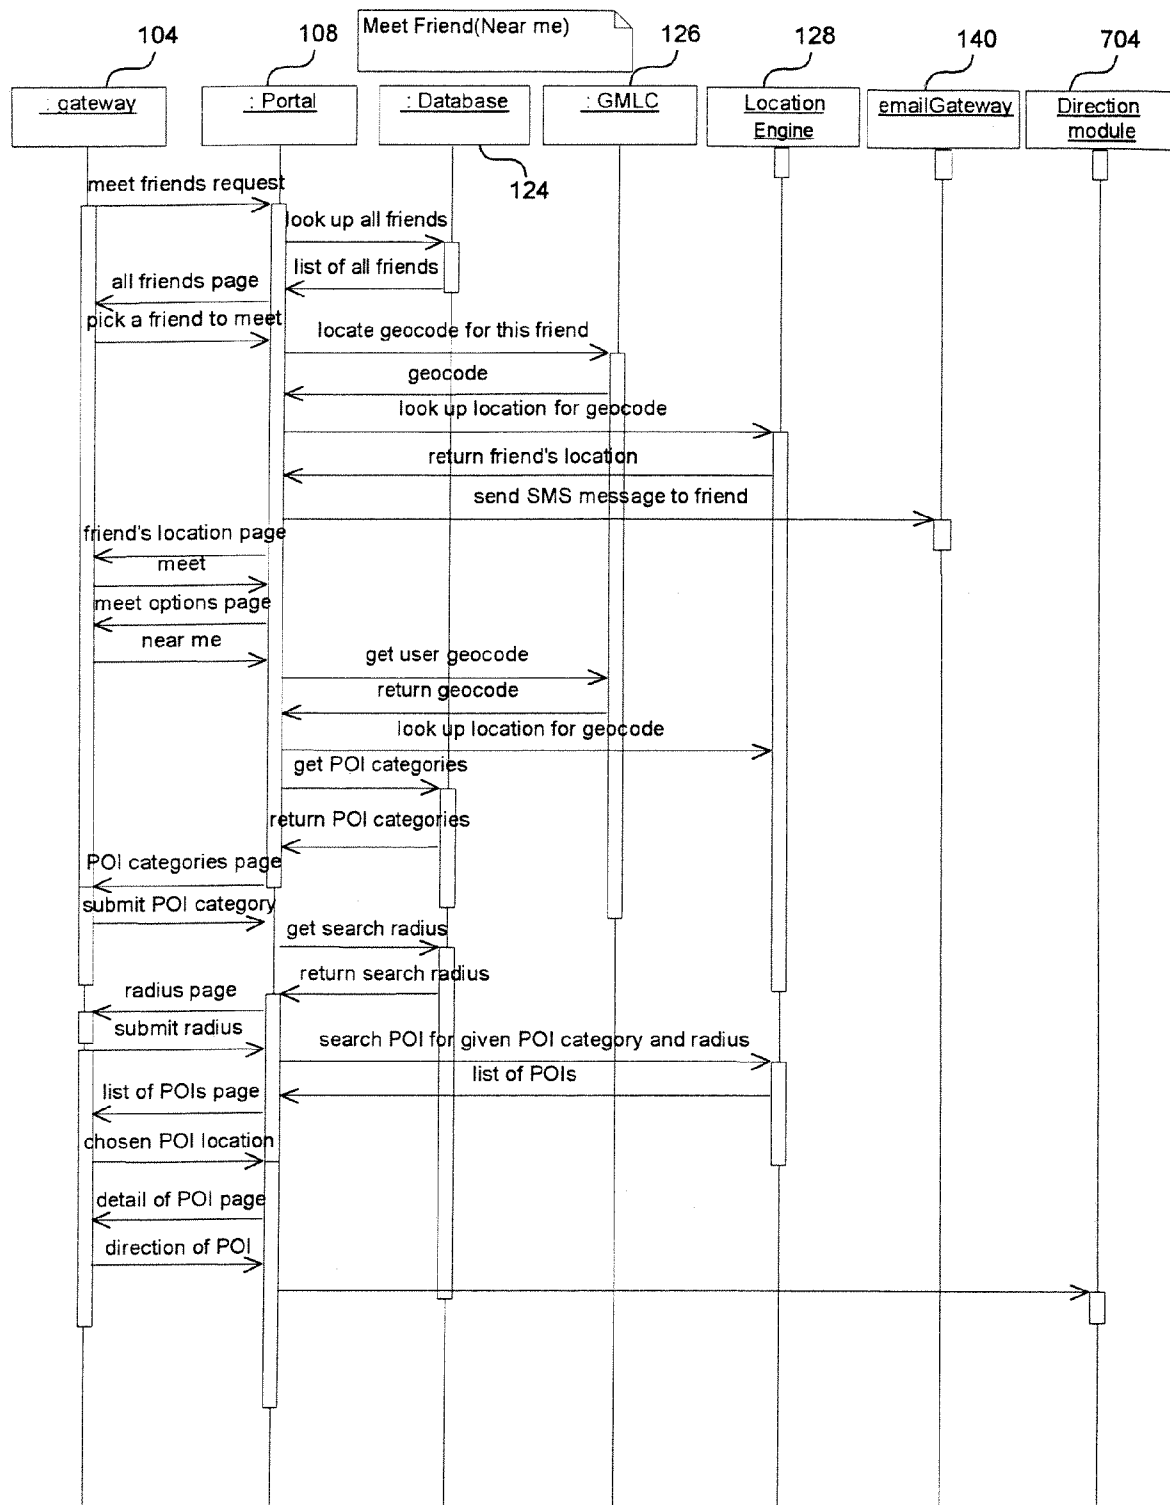 Meet Friend(Near me)
104
108
126
128
140
704
: gateway
: Portal
: Database
: GMLC
Location
Engine
emailGateway
Direction
module
124
meet friends request
look up all friends
list of all friends
all friends page
pick a friend to meet
locate geocode for this friend
geocode
look up location for geocode
return friend's location
send SMS message to friend
friend's location page
meet
meet options page
near me
get user geocode
return geocode
look up location for geocode
get POI categories
return POI categories
POI categories page
submit POI category
get search radius
return search radius
radius page
submit radius
search POI for given POI category and radius
list of POIs
list of POIs page
chosen POI location
detail of POI page
direction of POI